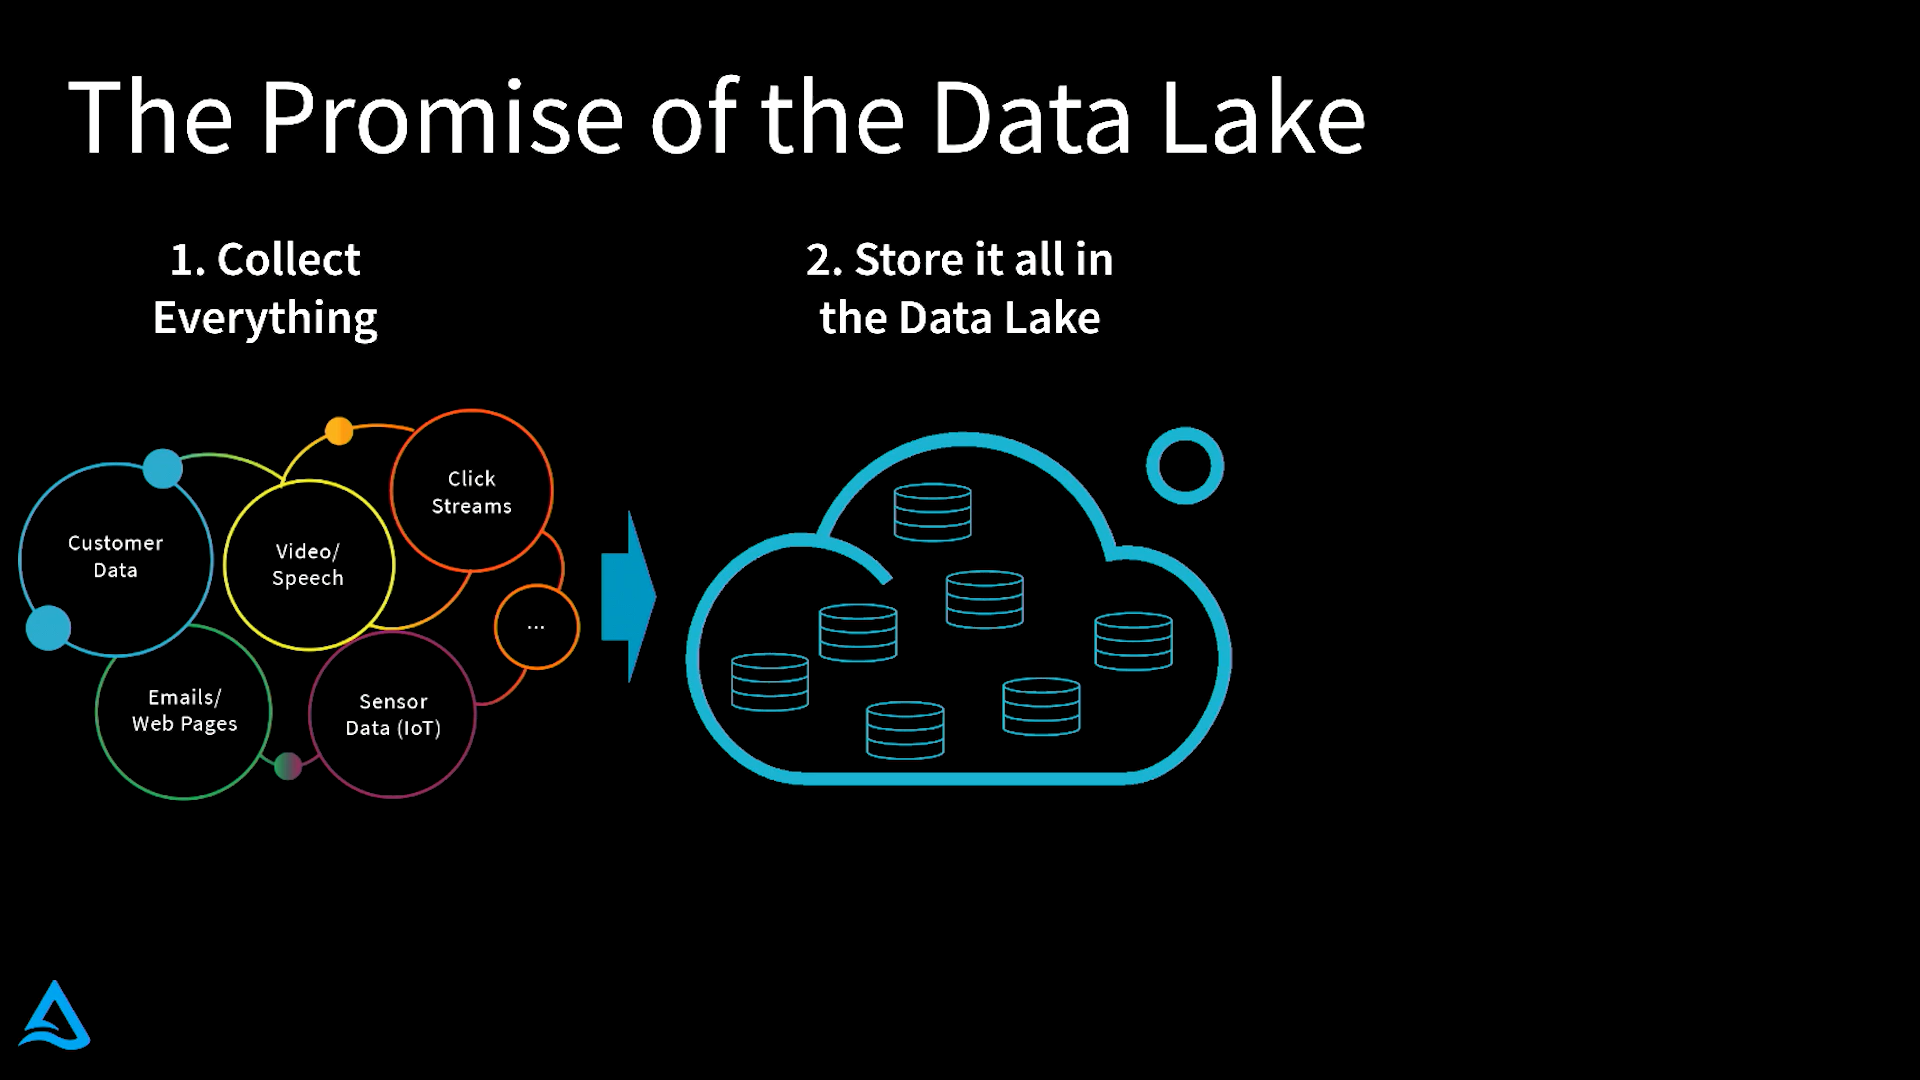 The Promise of the Data Lake
1. Collect
Everything
2. Store it all in
the Data Lake
Customer
Data
Video/
Speech
Click
Streams
...
Emails/
Web Pages
Sensor
Data (IoT)